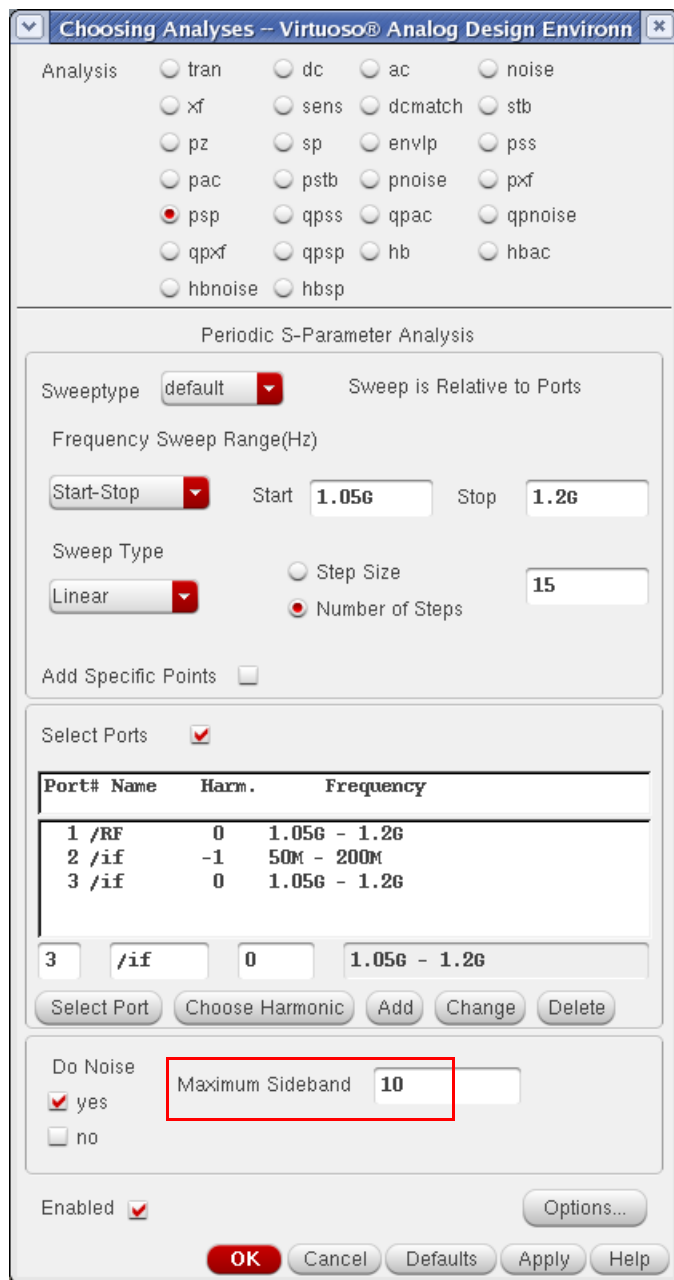 Choosing Analyses -- Virtuoso® Analog Design Environn
Analysis tran dc ac noise
xf sens dcmatch stb
pz sp envlp pss
pac pstb pnoise pxf
psp qpss qpac qpnoise
qpxf qpsp hb hbac
hbnoise hbsp
Periodic S-Parameter Analysis
Sweeptype default Sweep is Relative to Ports
Frequency Sweep Range(Hz)
Start-Stop Start 1.05G Stop 1.2G
Sweep Type
Linear Step Size 15
Number of Steps
Add Specific Points
Select Ports
Port# Name Harm. Frequency
1 /RF 0 1.05G - 1.2G
2 /if -1 50M - 200M
3 /if 0 1.05G - 1.2G
3 /if 0 1.05G - 1.2G
Select Port Choose Harmonic Add Change Delete
Do Noise
yes Maximum Sideband 10
no
Enabled Options...
OK Cancel Defaults Apply Help